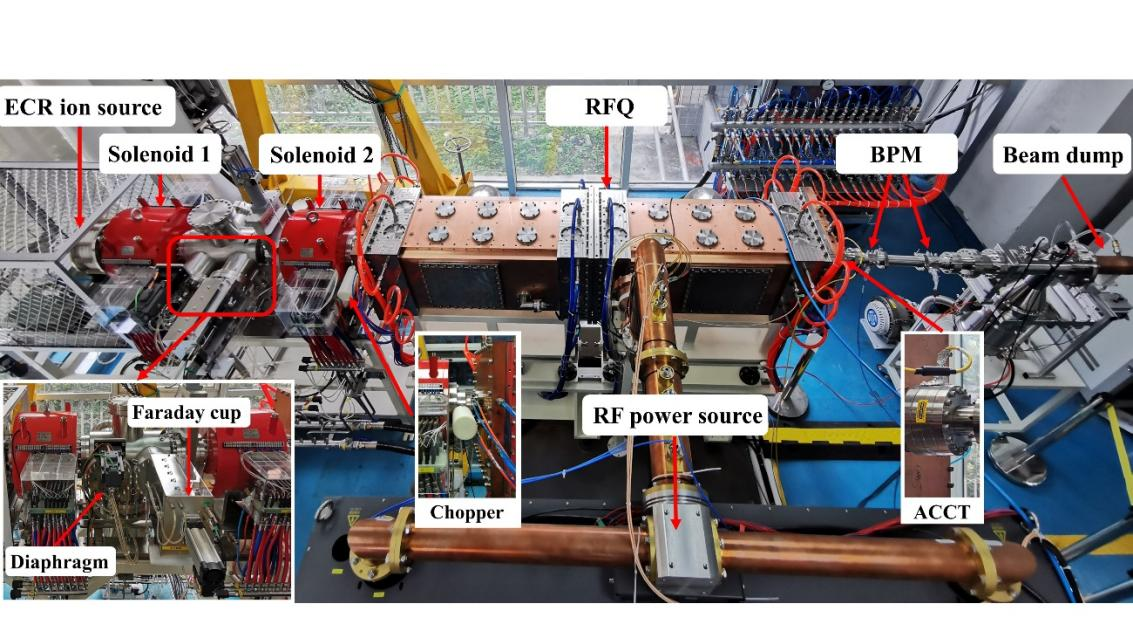 ECR ion source
RFQ
Solenoid 1
Solenoid 2
BPM
Beam dump
Faraday cup
RF power source
Chopper
ACCT
Diaphragm